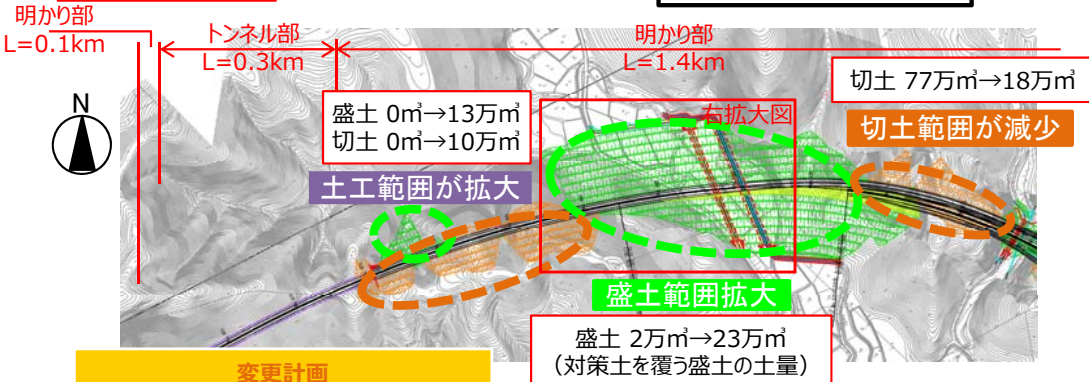 明かり部
L=0.1km
トンネル部
L=0.3km
明かり部
L=1.4km
N
盛土 0㎥→13万㎥
切土 0㎥→10万㎥
土工範囲が拡大
右拡大図
切土 77万㎥→18万㎥
切土範囲が減少
盛土範囲拡大
盛土 2万㎥→23万㎥
（対策土を覆う盛土の土量）
変更計画